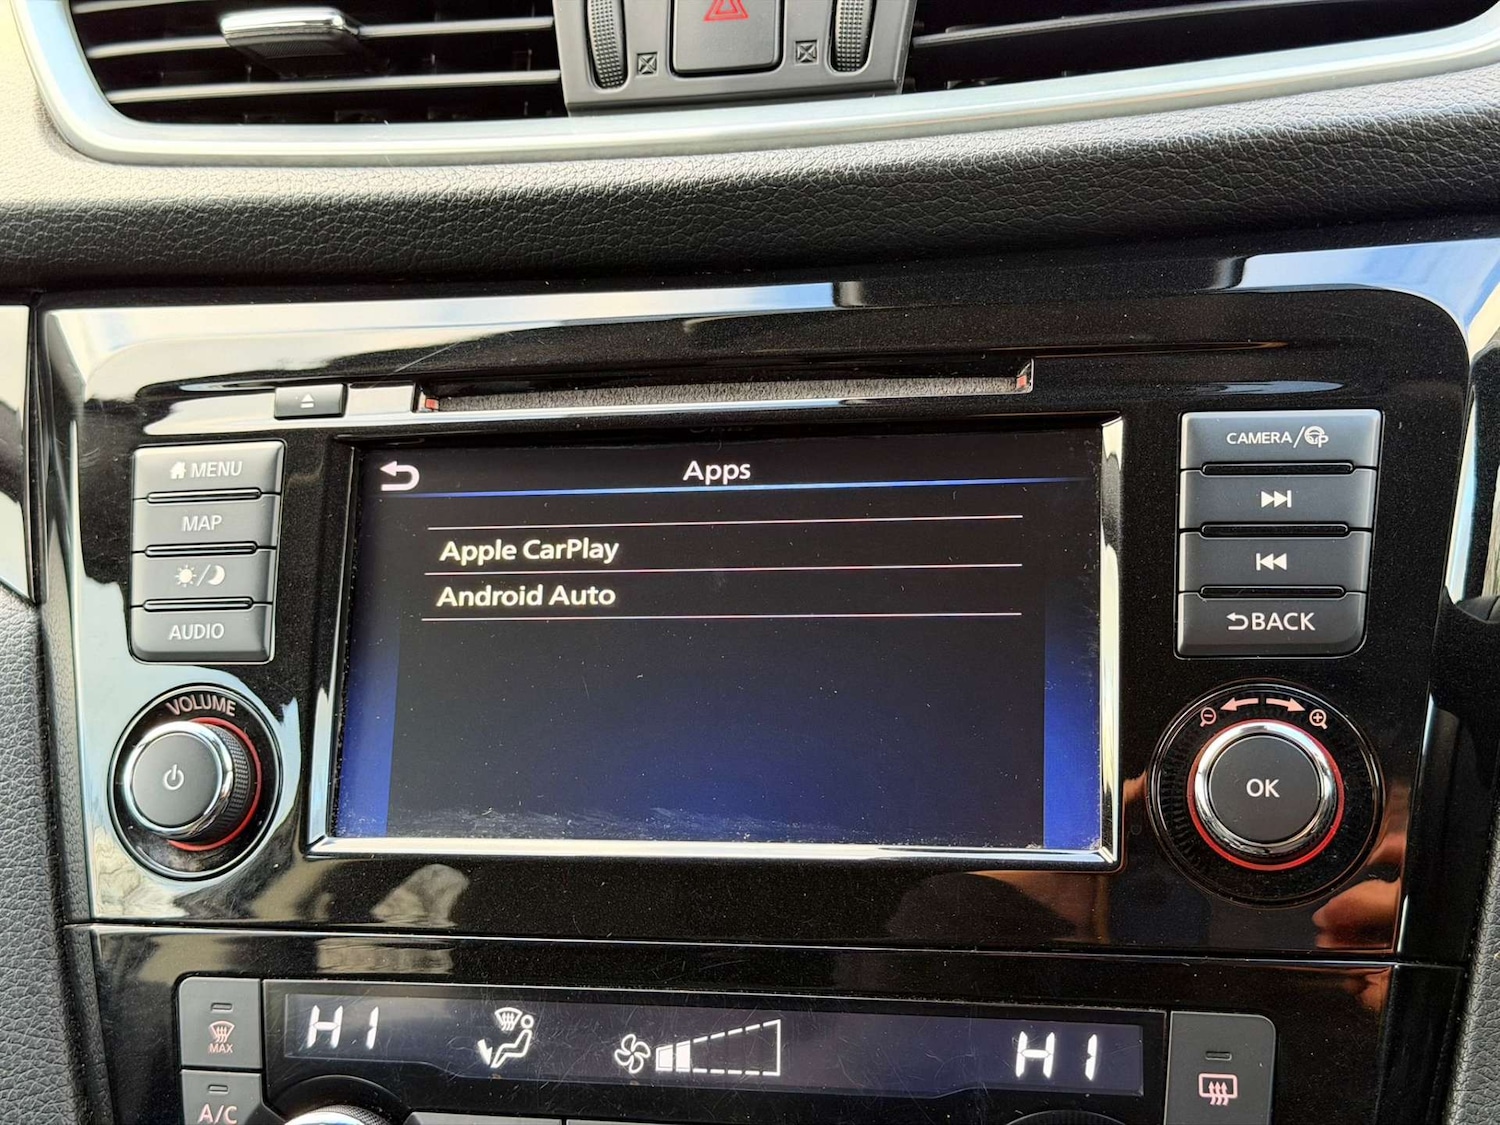 Apps
MENU
MAP
AUDIO
VOLUME
Apple CarPlay
Android Auto
CAMERA/
BACK
OK
HI
HI
MAX
A/C